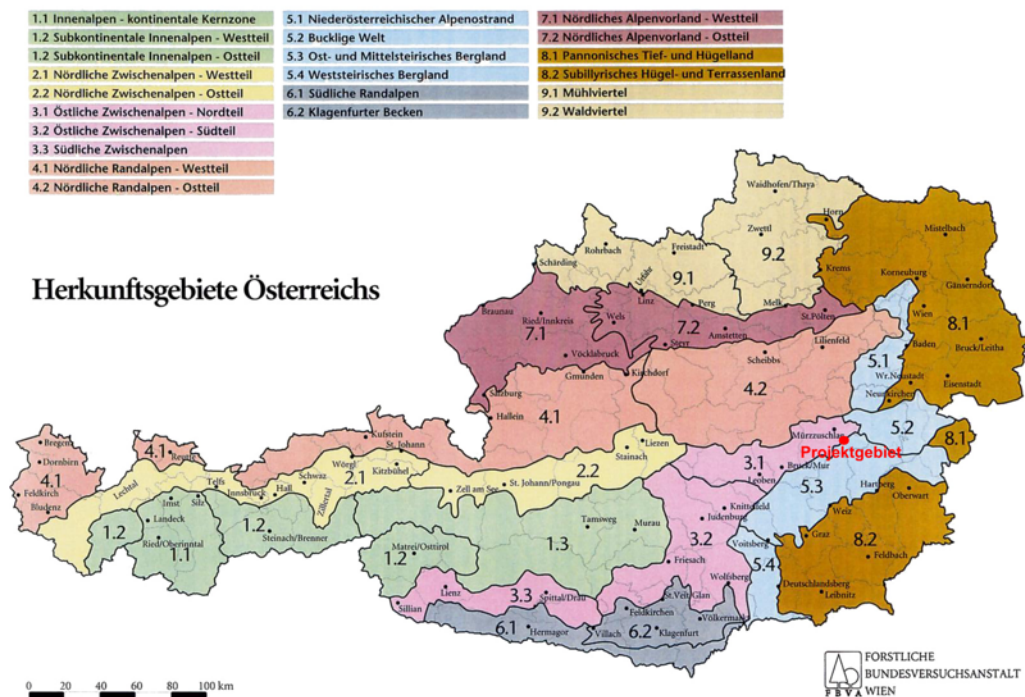 1.1 Innenalpen - kontinentale Kernzone
1.2 Subkontinentale Innenalpen - Westteil
1.2 Subkontinentale Innenalpen - Ostteil
2.1 Nördliche Zwischenalpen - Westteil
2.2 Nördliche Zwischenalpen - Ostteil
3.1 Östliche Zwischenalpen - Nordteil
3.2 Östliche Zwischenalpen - Südteil
3.3 Südliche Zwischenalpen
4.1 Nördliche Randalpen - Westteil
4.2 Nördliche Randalpen - Ostteil
5.1 Niederösterreichischer Alpenostrand
5.2 Bucklige Welt
5.3 Ost- und Mittelsteirisches Bergland
5.4 Weststeirisches Bergland
6.1 Südliche Randalpen
6.2 Klagenfurter Becken
7.1 Nördliches Alpenvorland - Westteil
7.2 Nördliches Alpenvorland - Ostteil
8.1 Pannonisches Tief- und Hügelland
8.2 Subillyrisches Hügel- und Terrassenland
9.1 Mühlviertel
9.2 Waldviertel
Herkunftsgebiete Österreichs
Waidhofen/Thaya
Horn
Zwettl
9.2
Mistelbach
Rohrbach
Freistadt
Schärding
9.1
Urfahr
Linz
Perg
Krems
Melk
Korneuburg
Gänserndorf
Wien
8.1
Bruck/Leitha
Baden
5.1
Wr.Neustadt
Eisenstadt
Neunkirchen
Braunau
Ried/Innkreis
7.1
Wels
7.2
Steyr
Amstetten
St.Pölten
Vöcklabruck
Gmunden
Kirchdorf
Scheibbs
Lilienfeld
4.2
Salzburg
Hallein
4.1
5.2
8.1
Mürzzuschlag
Projektgebiet
Bregenz
Dornbirn
4.1
Feldkirch
Bludenz
4.1
Reutte
Lechtal
Kufstein
St. Johann
Wörgl
Kitzbühel
Schwaz
2.1
Zillertal
Hall
Innsbruck
Telfs
Imst
Silz
Liezen
Stainach
2.2
St. Johann/Pongau
Zell am See
3.1
Bruck/Mur
Leoben
5.3
Hartberg
Oberwart
Weiz
1.2
Landeck
Ried/Oberinntal
1.1
1.2
Steinach/Brenner
Tamsweg
Murau
1.3
Knittelfeld
Judenburg
3.2
Voitsberg
Graz
8.2
Feldbach
1.2
Matrei/Osttirol
Friesach
5.4
Deutschlandsberg
Leibnitz
Wolfsberg
Lienz
3.3
Spittal/Drau
Sillian
St.Veit/Glan
Feldkirchen
Völkermarkt
6.1
Hermagor
Villach
6.2
Klagenfurt
0 20 40 60 80 100 km
FORSTLICHE
BUNDESVERSUCHSANSTALT
WIEN
FBVA